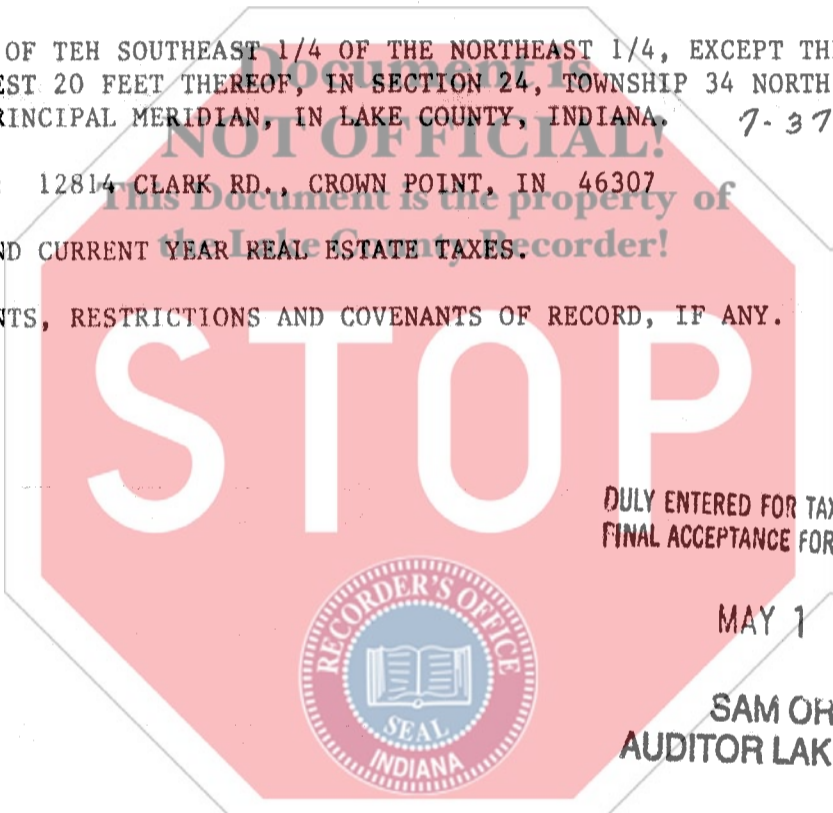 OF TEH SOUTHEAST 1/4 OF THE NORTHEAST 1/4, EXCEPT TH
EST 20 FEET THEREOF, IN SECTION 24, TOWNSHIP 34 NORTH
RINCIPAL MERIDIAN, IN LAKE COUNTY, INDIANA. 7-37
Document is
NOT OFFICIAL!
12814 CLARK RD., CROWN POINT, IN 46307
This Document is the property of
the Lake County Recorder!
ND CURRENT YEAR REAL ESTATE TAXES.
NTS, RESTRICTIONS AND COVENANTS OF RECORD, IF ANY.
STOP
DULY ENTERED FOR TAX
FINAL ACCEPTANCE FOR
MAY 1
SAM OR
AUDITOR LAK
RECORDER'S OFFICE
SEAL
INDIANA